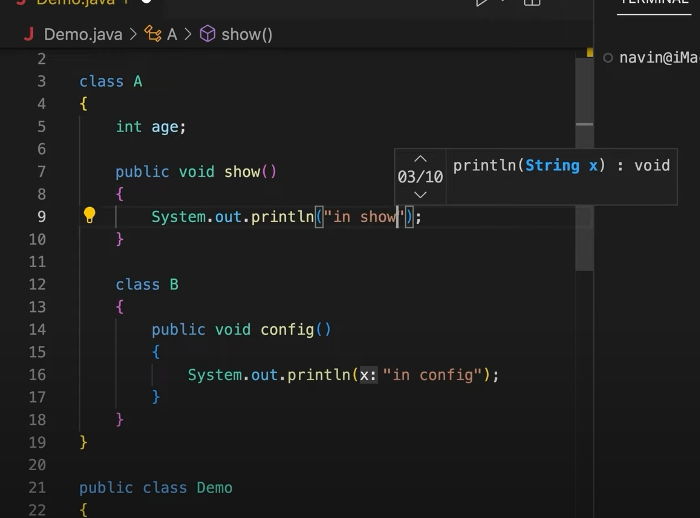 Demo.java 1
TERMINAL
J Demo.java > A > show()
navin@iMa
2
3 class A
4 {
5 int age;
6
7 public void show()
8 {
9 System.out.println("in show");
03/10
println(String x) : void
10 }
11
12 class B
13 {
14 public void config()
15 {
16 System.out.println(x: "in config");
17 }
18 }
19 }
20
21 public class Demo
22 {